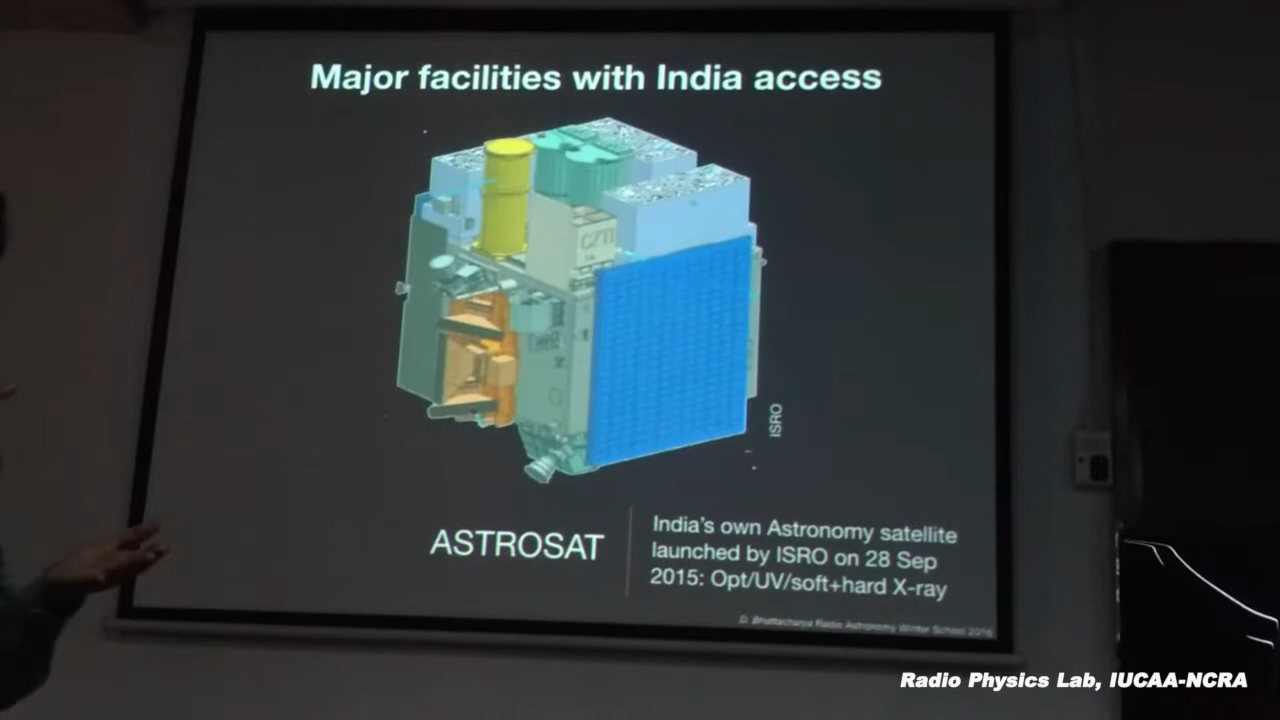 Major facilities with India access
CZTI
ISRO
ASTROSAT
India's own Astronomy satellite
launched by ISRO on 28 Sep
2015: Opt/UV/soft+hard X-ray
D. Bhattacharya Radio Astronomy Winter School 2016
Radio Physics Lab, IUCAA-NCRA